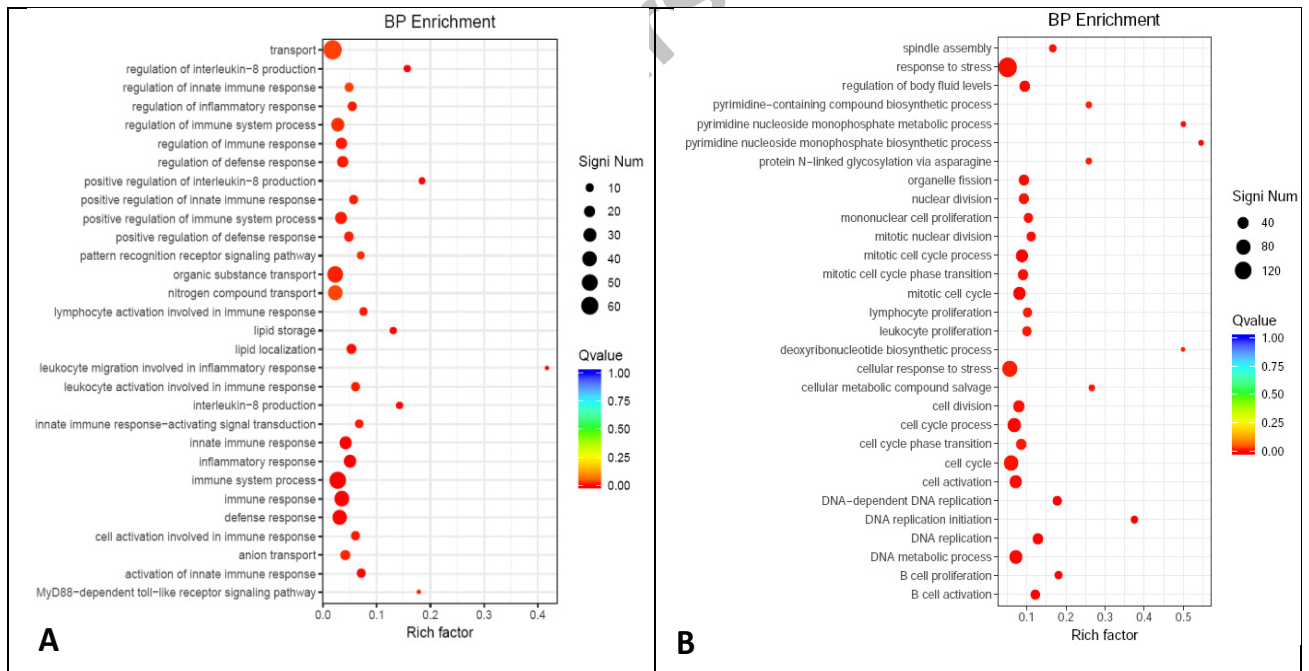 BP Enrichment
transport
regulation of interleukin-8 production
regulation of innate immune response
regulation of inflammatory response
regulation of immune system process
regulation of immune response
regulation of defense response
positive regulation of interleukin-8 production
positive regulation of innate immune response
positive regulation of immune system process
positive regulation of defense response
pattern recognition receptor signaling pathway
organic substance transport
nitrogen compound transport
lymphocyte activation involved in immune response
lipid storage
lipid localization
leukocyte migration involved in inflammatory response
leukocyte activation involved in immune response
interleukin-8 production
innate immune response-activating signal transduction
innate immune response
inflammatory response
immune system process
immune response
defense response
cell activation involved in immune response
anion transport
activation of innate immune response
MyD88-dependent toll-like receptor signaling pathway
0.0 0.1 0.2 0.3 0.4
Rich factor
Signi Num
10
20
30
40
50
60
Qvalue
1.00
0.75
0.50
0.25
0.00
A
BP Enrichment
spindle assembly
response to stress
regulation of body fluid levels
pyrimidine-containing compound biosynthetic process
pyrimidine nucleoside monophosphate metabolic process
pyrimidine nucleoside monophosphate biosynthetic process
protein N-linked glycosylation via asparagine
organelle fission
nuclear division
mononuclear cell proliferation
mitotic nuclear division
mitotic cell cycle process
mitotic cell cycle phase transition
mitotic cell cycle
lymphocyte proliferation
leukocyte proliferation
deoxyribonucleotide biosynthetic process
cellular response to stress
cellular metabolic compound salvage
cell division
cell cycle process
cell cycle phase transition
cell cycle
cell activation
DNA-dependent DNA replication
DNA replication initiation
DNA replication
DNA metabolic process
B cell proliferation
B cell activation
0.1 0.2 0.3 0.4 0.5
Rich factor
Signi Num
40
80
120
Qvalue
1.00
0.75
0.50
0.25
0.00
B